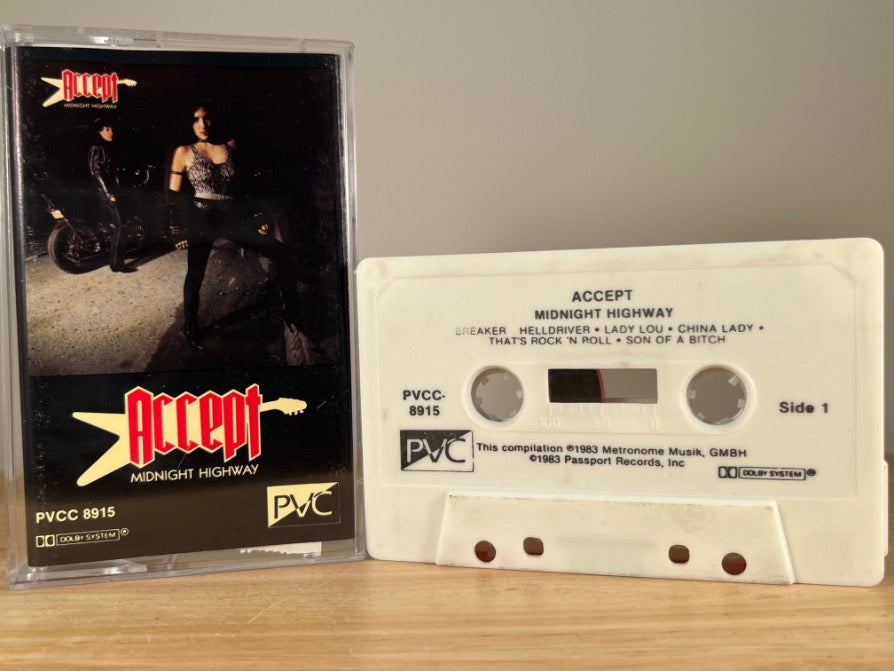 Accept
MIDNIGHT HIGHWAY
Accept
MIDNIGHT HIGHWAY
PVCC 8915
PVC
DOLBY SYSTEM®
ACCEPT
MIDNIGHT HIGHWAY
BREAKER HELLDRIVER • LADY LOU • CHINA LADY •
THAT'S ROCK 'N ROLL • SON OF A BITCH
PVCC-
8915
Side 1
100 50 0
PVC
This compilation ℗1983 Metronome Musik, GMBH
©1983 Passport Records, Inc
DOLBY SYSTEM®